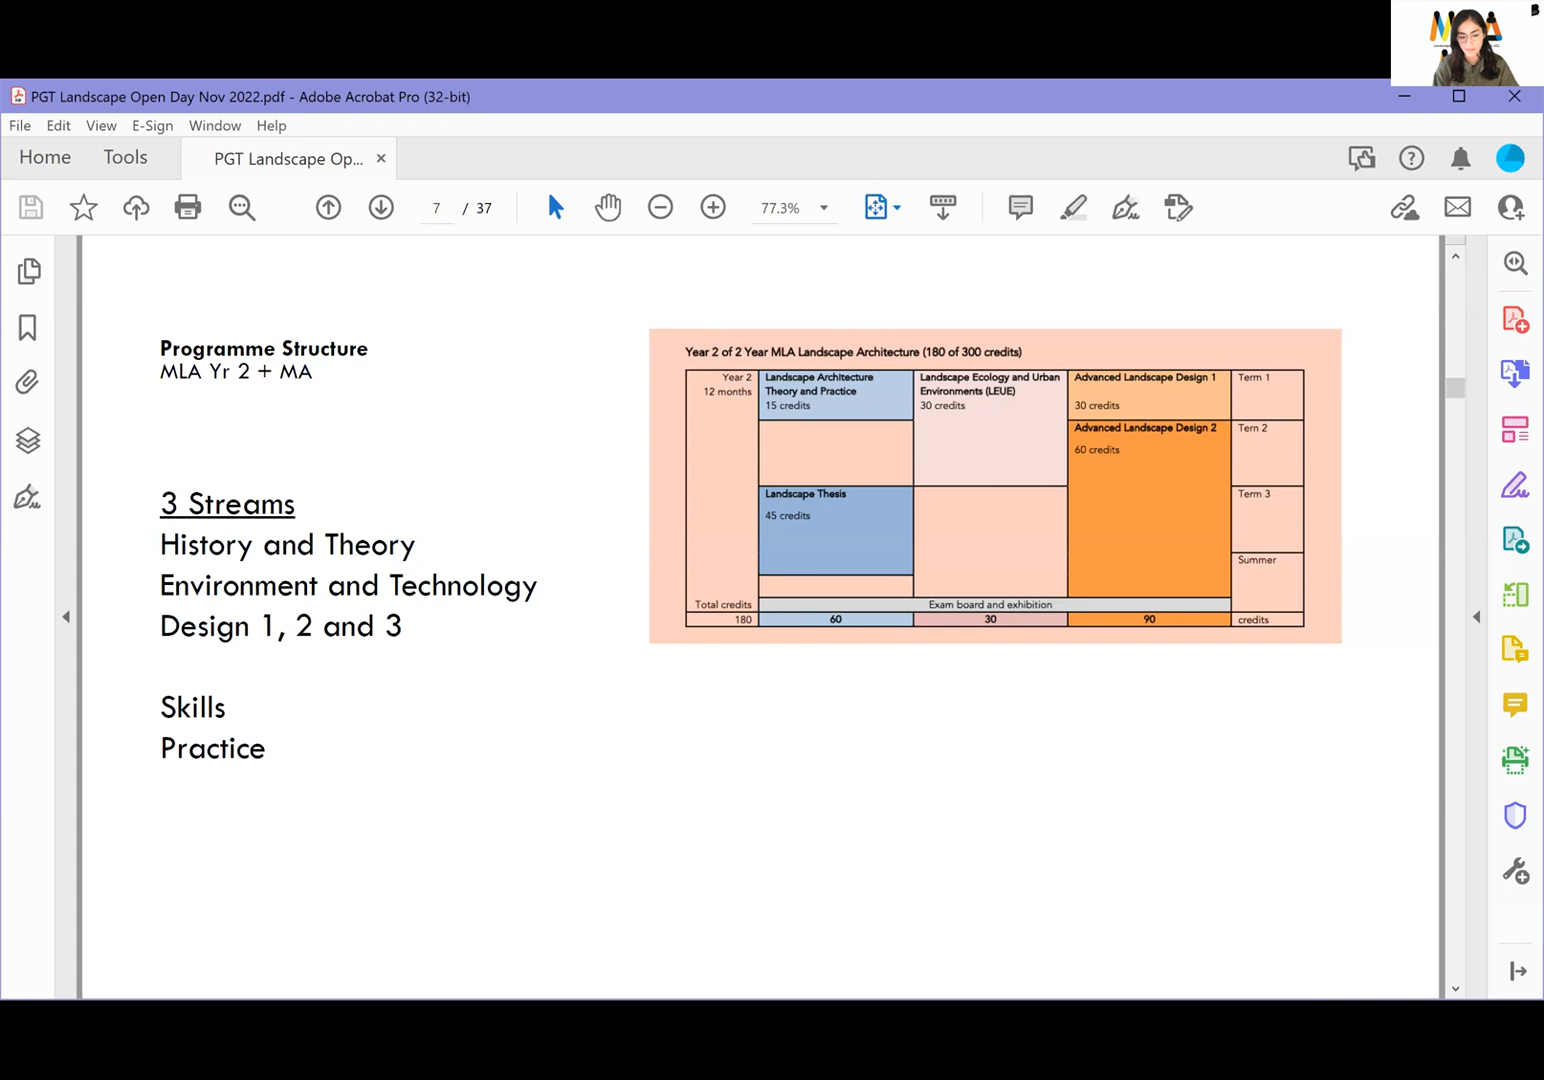 PGT Landscape Open Day Nov 2022.pdf - Adobe Acrobat Pro (32-bit)
File Edit View E-Sign Window Help
Home Tools PGT Landscape Op... ×
7 / 37 77.3%
Programme Structure
MLA Yr 2 + MA
3 Streams
History and Theory
Environment and Technology
Design 1, 2 and 3
Skills
Practice
Year 2 of 2 Year MLA Landscape Architecture (180 of 300 credits)
Year 2
12 months
Landscape Architecture
Theory and Practice
15 credits
Landscape Ecology and Urban
Environments (LEUE)
30 credits
Advanced Landscape Design 1
30 credits
Term 1
Advanced Landscape Design 2
60 credits
Tern 2
Landscape Thesis
45 credits
Term 3
Summer
Total credits
Exam board and exhibition
180 60 30 90 credits